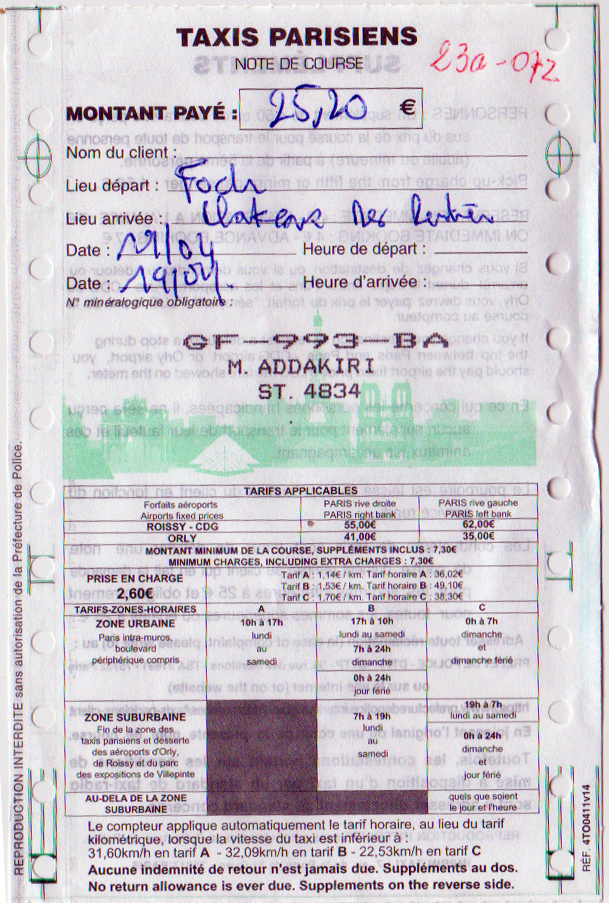 TAXIS PARISIENS
NOTE DE COURSE
23a-072
MONTANT PAYÉ : 25,20 €
Nom du client :
Lieu départ : Foch
Lieu arrivée :
Date : 19/04 Heure de départ :
Date : 19/04. Heure d'arrivée :
N° minéralogique obligatoire :
GF-993-BA
M. ADDAKIRI
ST. 4834
TARIFS APPLICABLES
Forfaits aéroports PARIS rive droite PARIS rive gauche
Airports fixed prices PARIS right bank PARIS left bank
ROISSY - CDG 55,00€ 62,00€
ORLY 41,00€ 35,00€
MONTANT MINIMUM DE LA COURSE, SUPPLÉMENTS INCLUS : 7,30€
MINIMUM CHARGES, INCLUDING EXTRA CHARGES : 7,30€
PRISE EN CHARGE
2,60€
Tarif A : 1,14€ / km. Tarif horaire A : 36,02€
Tarif B : 1,53€ / km. Tarif horaire B : 49,10€
Tarif C : 1,70€ / km. Tarif horaire C : 38,30€
TARIFS-ZONES-HORAIRES A B C
ZONE URBAINE
Paris intra-muros,
boulevard
périphérique compris
10h à 17h
lundi
au
samedi
17h à 10h
lundi au samedi
7h à 24h
dimanche
0h à 24h
jour férié
0h à 7h
dimanche
et
dimanche férié
ZONE SUBURBAINE
Fin de la zone des
taxis parisiens et desserte
des aéroports d'Orly,
de Roissy et du parc
des expositions de Villepinte
7h à 19h
lundi
au
samedi
19h à 7h
lundi au samedi
0h à 24h
dimanche
et
jour férié
AU-DELA DE LA ZONE
SUBURBAINE
quels que soient
le jour et l'heure
Le compteur applique automatiquement le tarif horaire, au lieu du tarif
kilométrique, lorsque la vitesse du taxi est inférieur à :
31,60km/h en tarif A - 32,09km/h en tarif B - 22,53km/h en tarif C
Aucune indemnité de retour n'est jamais due. Suppléments au dos.
No return allowance is ever due. Supplements on the reverse side.
REPRODUCTION INTERDITE sans autorisation de la Préfecture de Police.
RÉF. 4TO0411v14